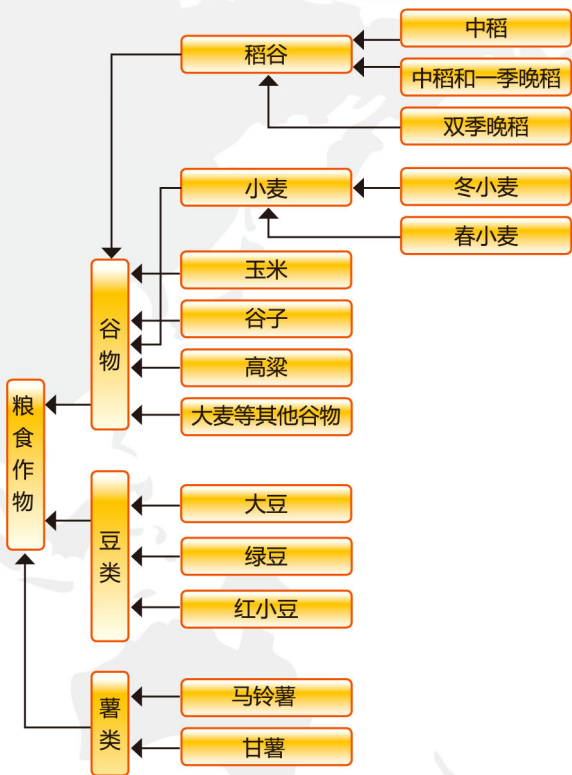 中稻
稻谷
中稻和一季晚稻
双季晚稻
小麦
冬小麦
春小麦
玉米
谷子
谷物
高粱
大麦等其他谷物
粮食作物
大豆
豆类
绿豆
红小豆
马铃薯
薯类
甘薯